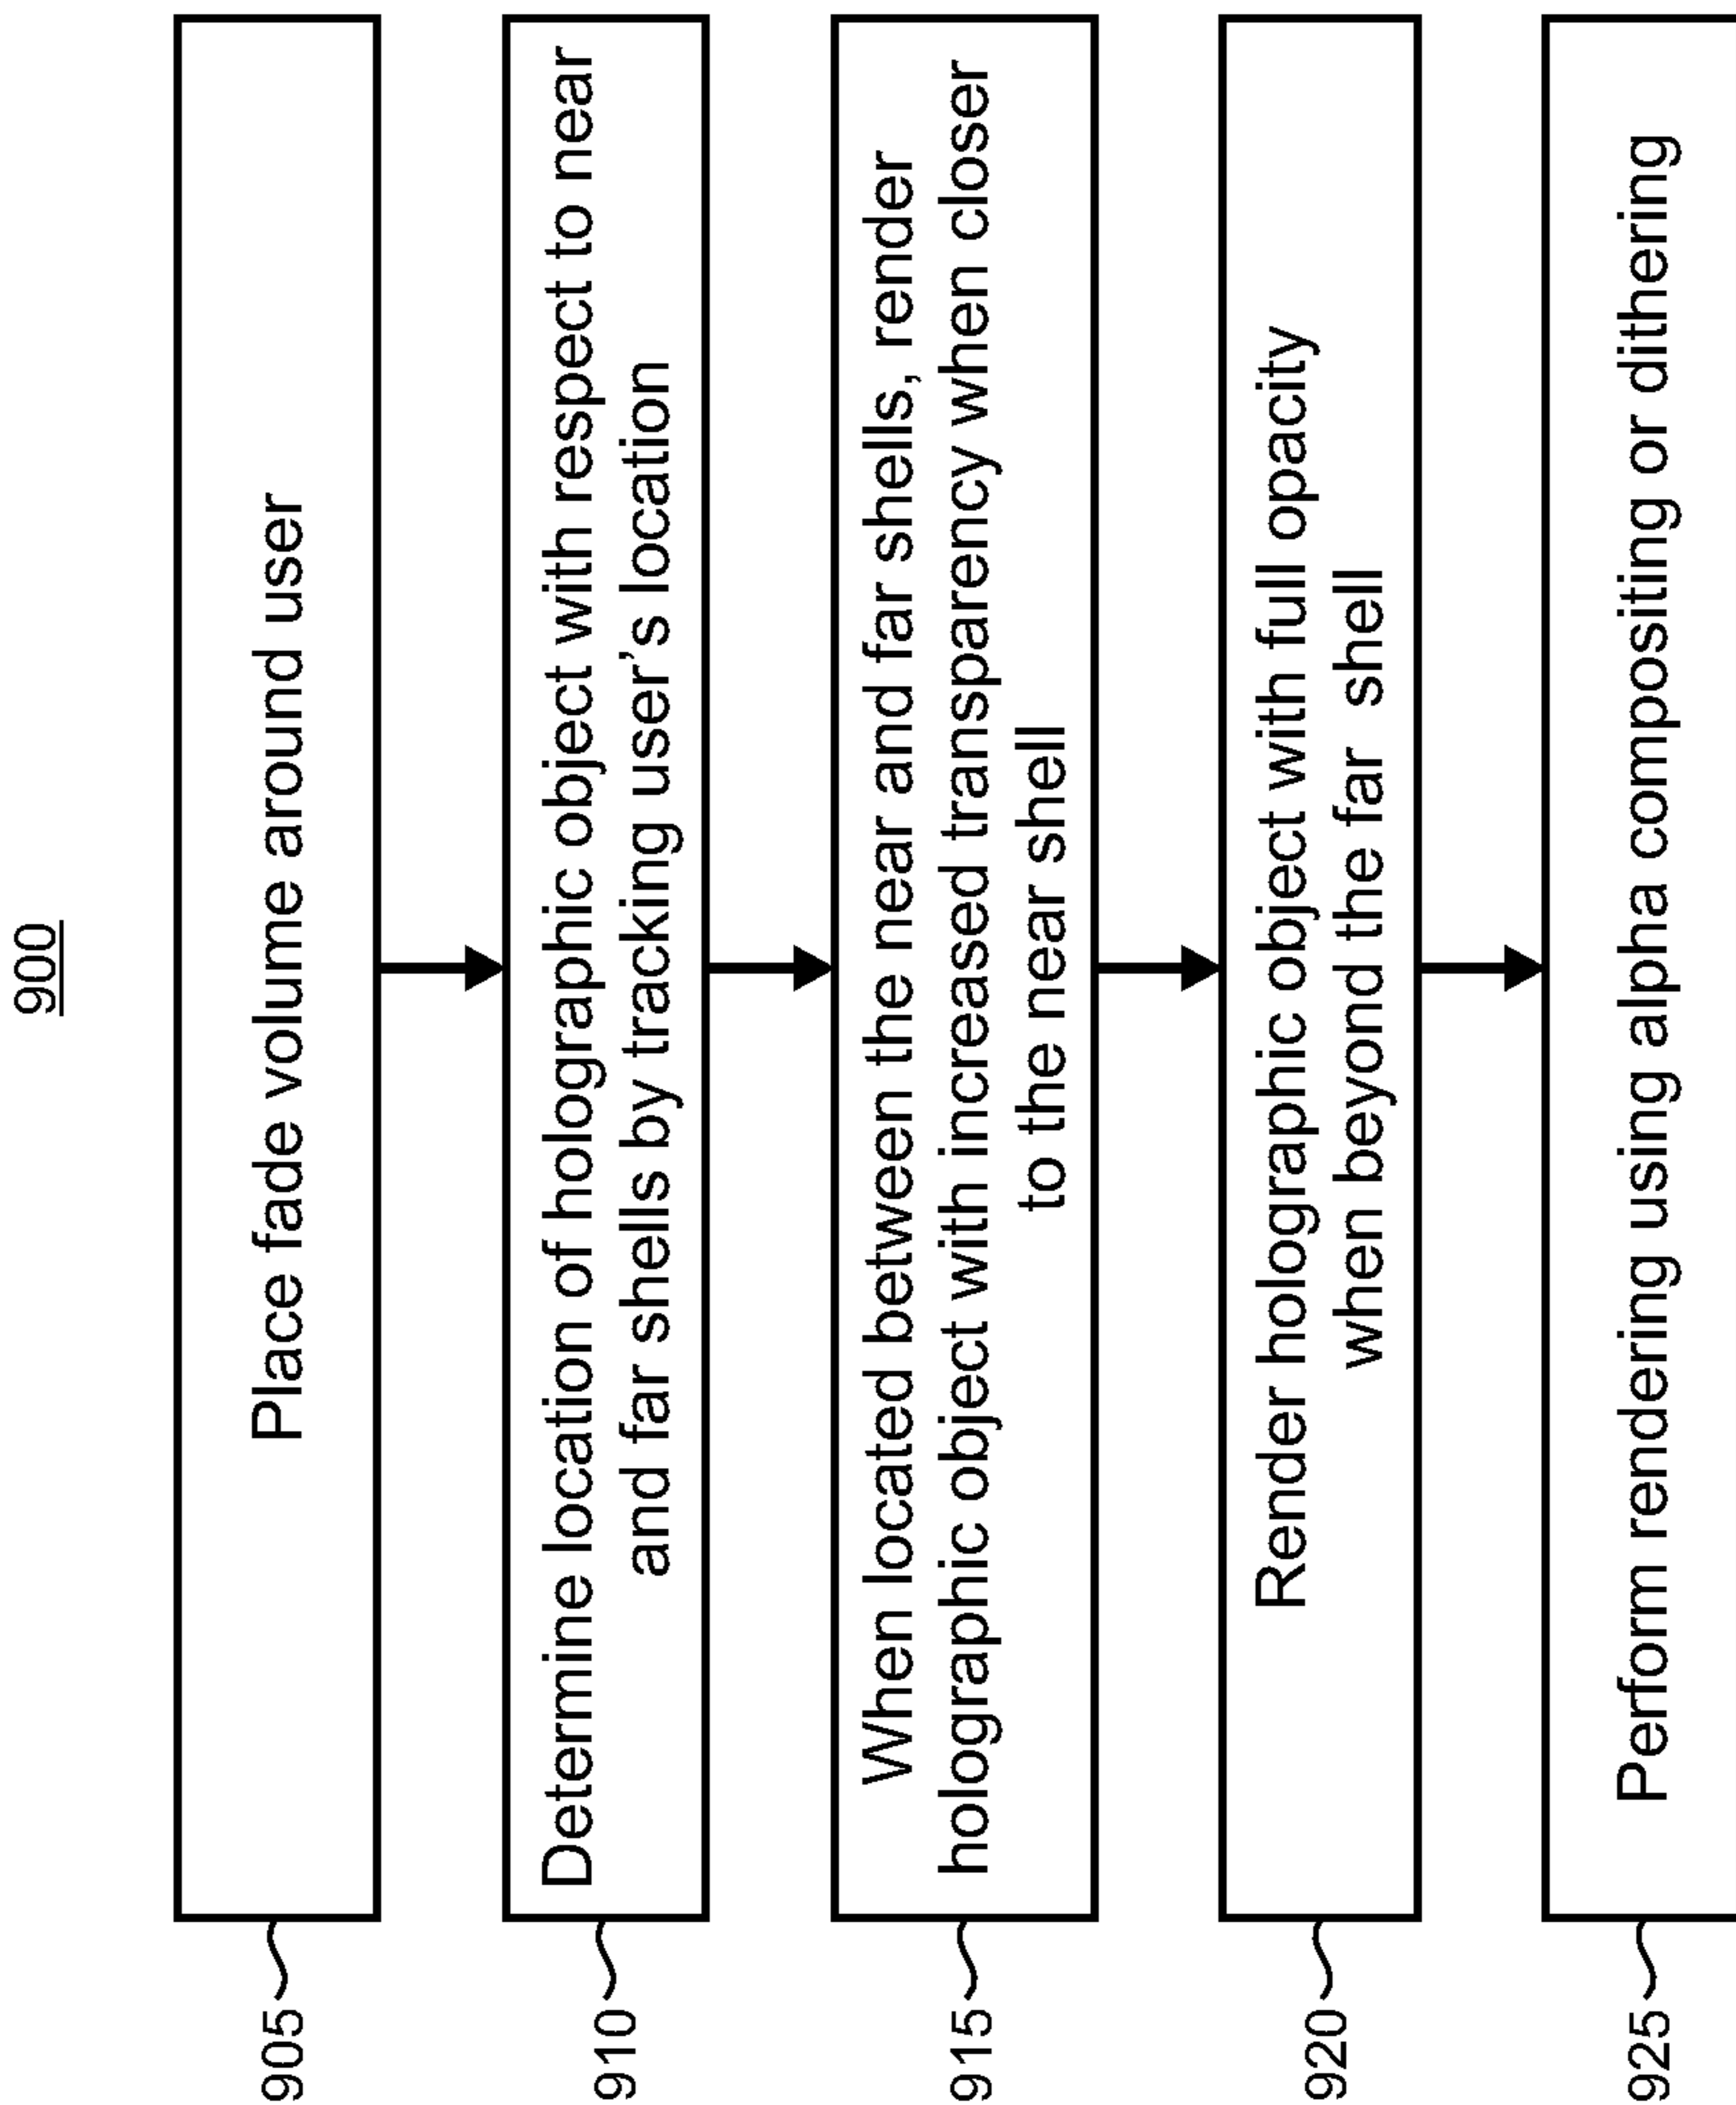 900
905
Place fade volume around user
910
Determine location of holographic object with respect to near
and far shells by tracking user’s location
915
When located between the near and far shells, render
holographic object with increased transparency when closer
to the near shell
920
Render holographic object with full opacity
when beyond the far shell
925
Perform rendering using alpha compositing or dithering